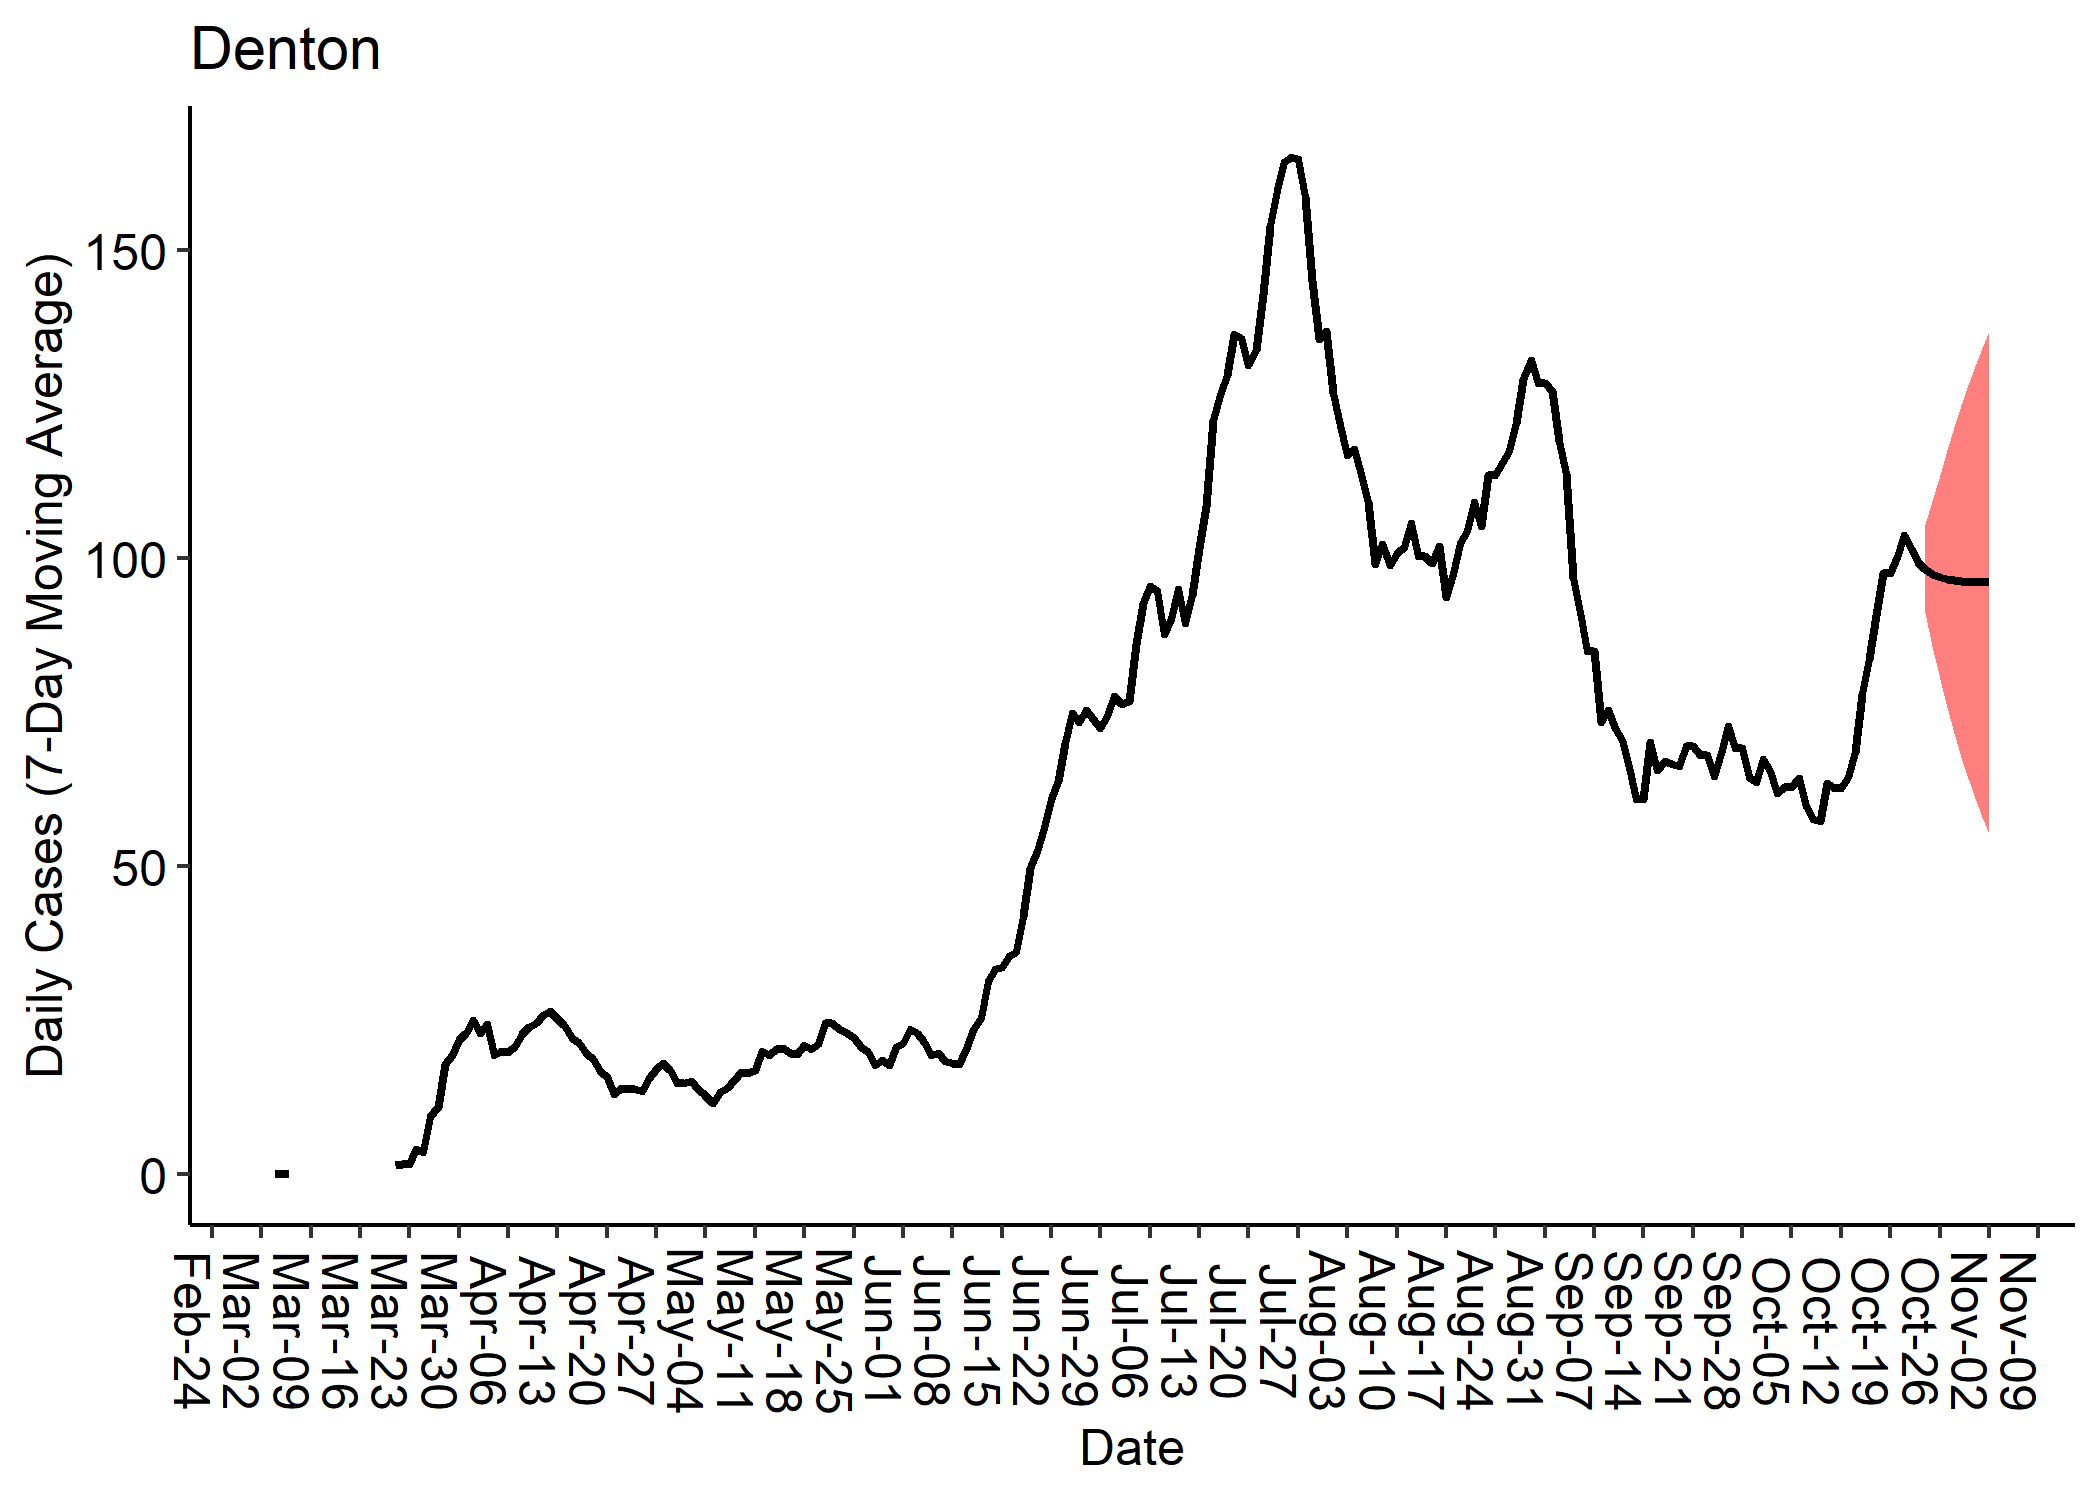 Denton
Daily Cases (7-Day Moving Average)
150
100
50
0
Feb-24
Mar-02
Mar-09
Mar-16
Mar-23
Mar-30
Apr-06
Apr-13
Apr-20
Apr-27
May-04
May-11
May-18
May-25
Jun-01
Jun-08
Jun-15
Jun-22
Jun-29
Jul-06
Jul-13
Jul-20
Jul-27
Aug-03
Aug-10
Aug-17
Aug-24
Aug-31
Sep-07
Sep-14
Sep-21
Sep-28
Oct-05
Oct-12
Oct-19
Oct-26
Nov-02
Nov-09
Date